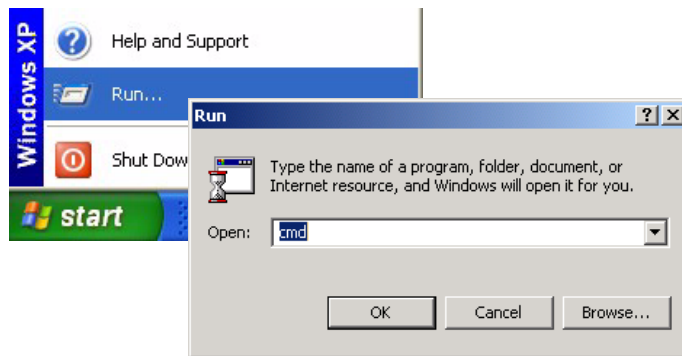 Windows XP
Help and Support
Run...
Shut Dow
start
Run
Type the name of a program, folder, document, or
Internet resource, and Windows will open it for you.
Open: cmd
OK Cancel Browse...